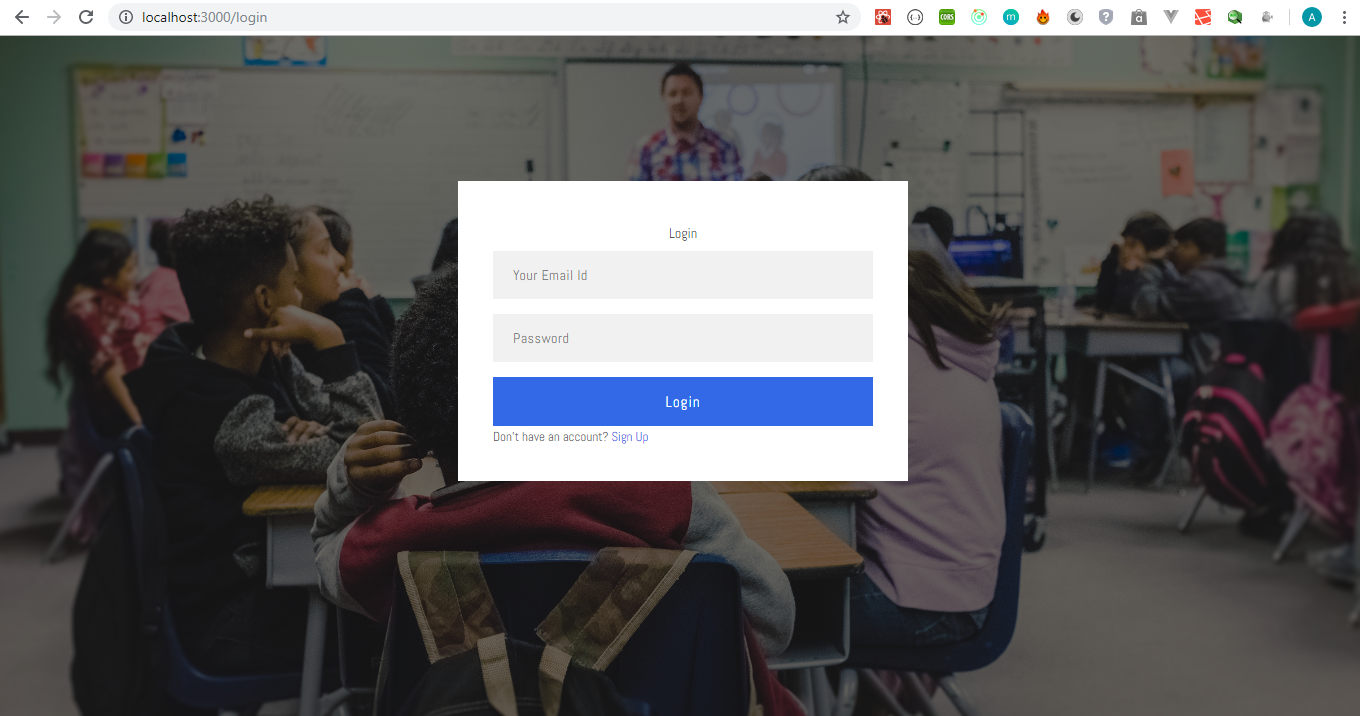 localhost:3000/login
CORS
A
Login
Your Email Id
Password
Login
Don't have an account? Sign Up